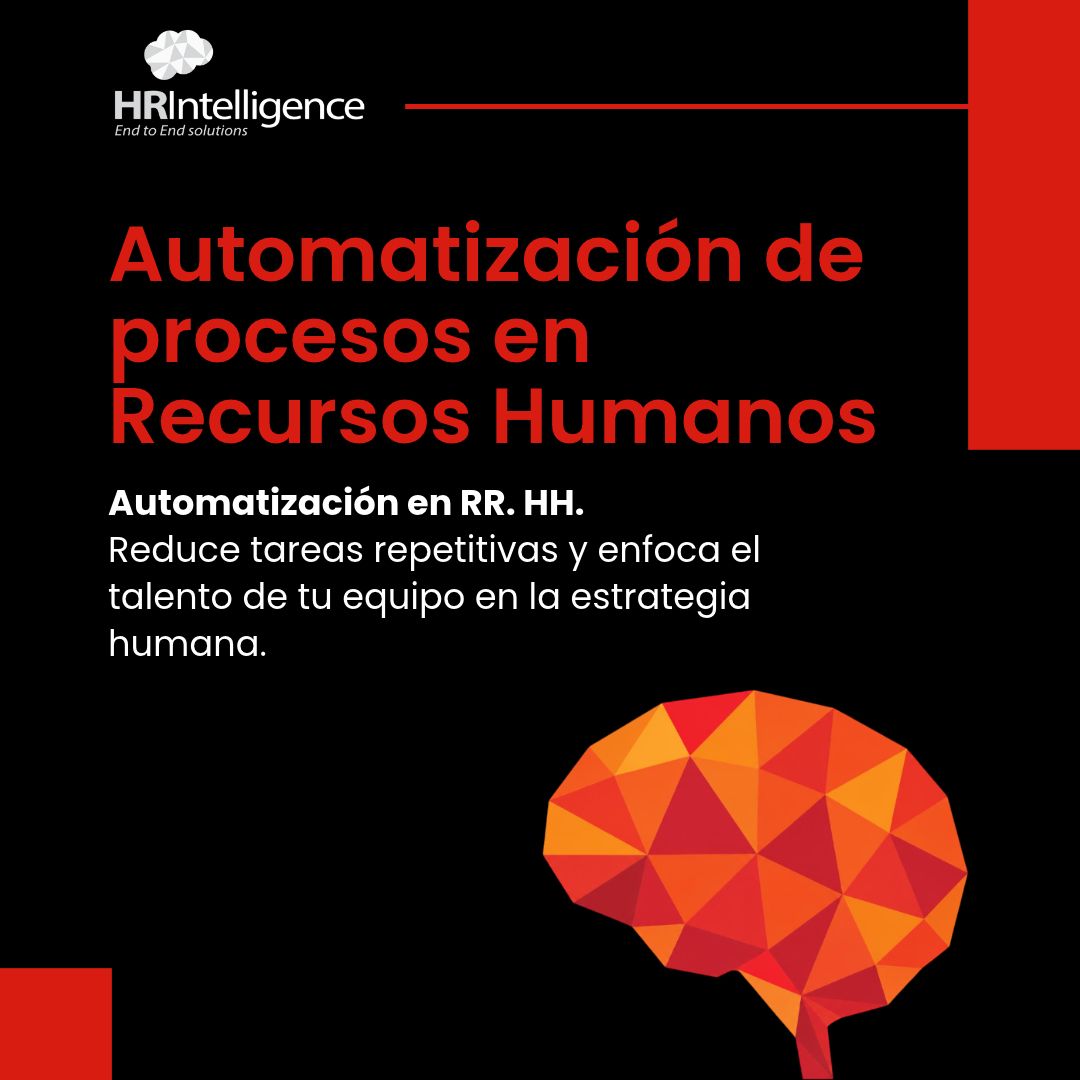 HRIntelligence
End to End solutions
Automatización de
procesos en
Recursos Humanos
Automatización en RR. HH.
Reduce tareas repetitivas y enfoca el
talento de tu equipo en la estrategia
humana.